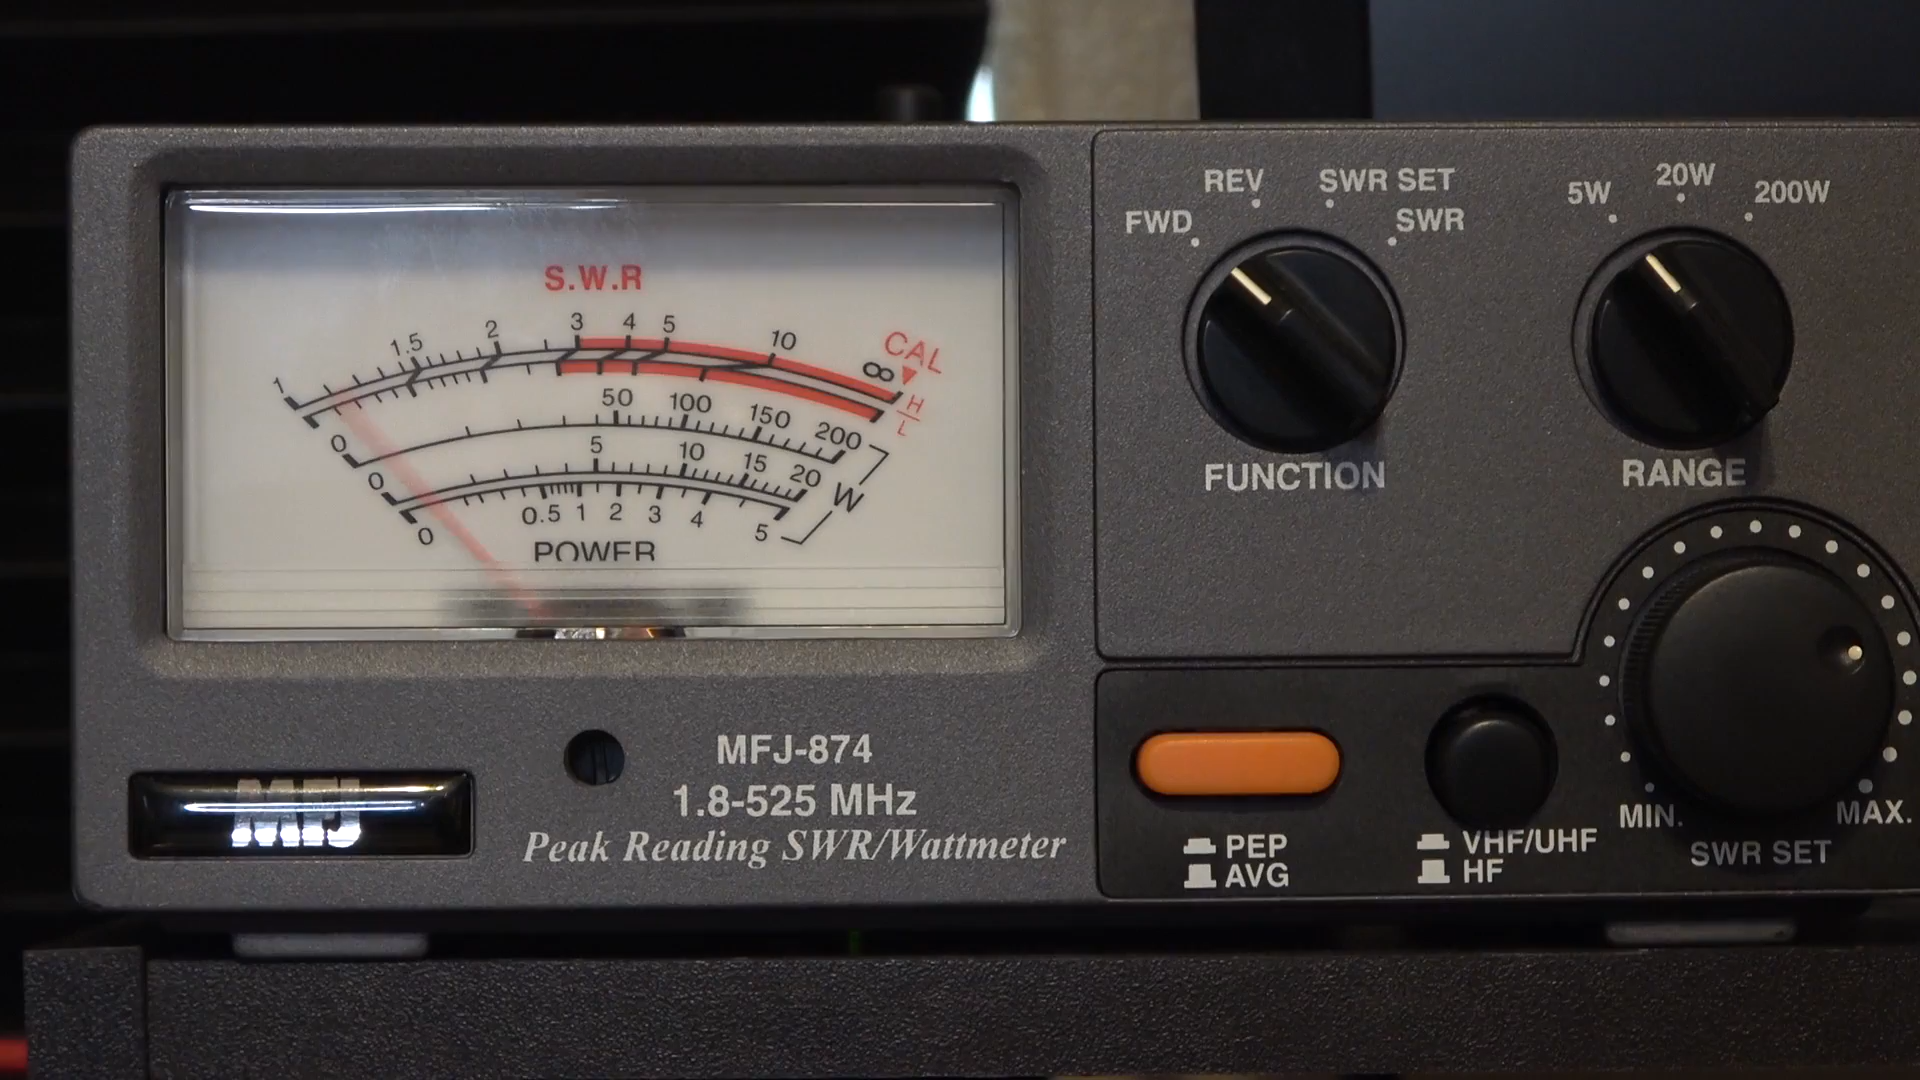 S.W.R
1 1.5 2 3 4 5 10 ∞ CAL
H
L
0 50 100 150 200
0 5 10 15 20
W
0 0.5 1 2 3 4 5
POWER
MFJ
MFJ-874
1.8-525 MHz
Peak Reading SWR/Wattmeter
FWD REV SWR SET SWR
FUNCTION
5W 20W 200W
RANGE
PEP
AVG
VHF/UHF
HF
MIN. MAX.
SWR SET